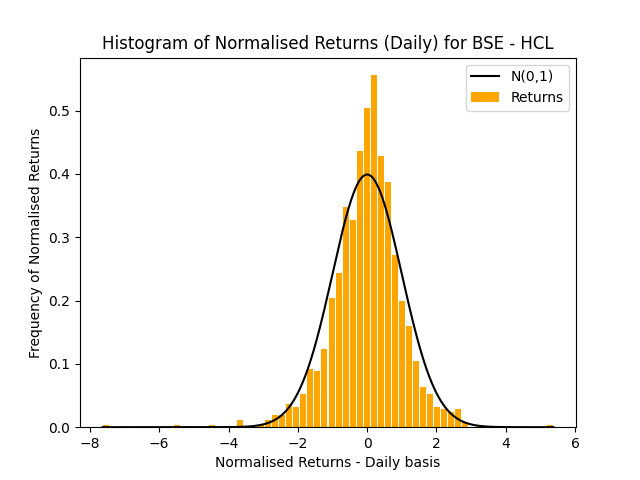 Histogram of Normalised Returns (Daily) for BSE - HCL
N(0,1)
Returns
Frequency of Normalised Returns
0.5
0.4
0.3
0.2
0.1
0.0
−8 −6 −4 −2 0 2 4 6
Normalised Returns - Daily basis